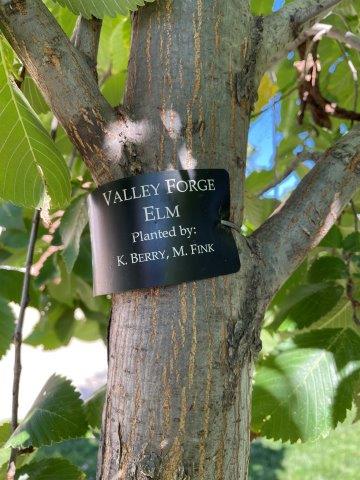 VALLEY FORGE
ELM
Planted by:
K. BERRY, M. FINK